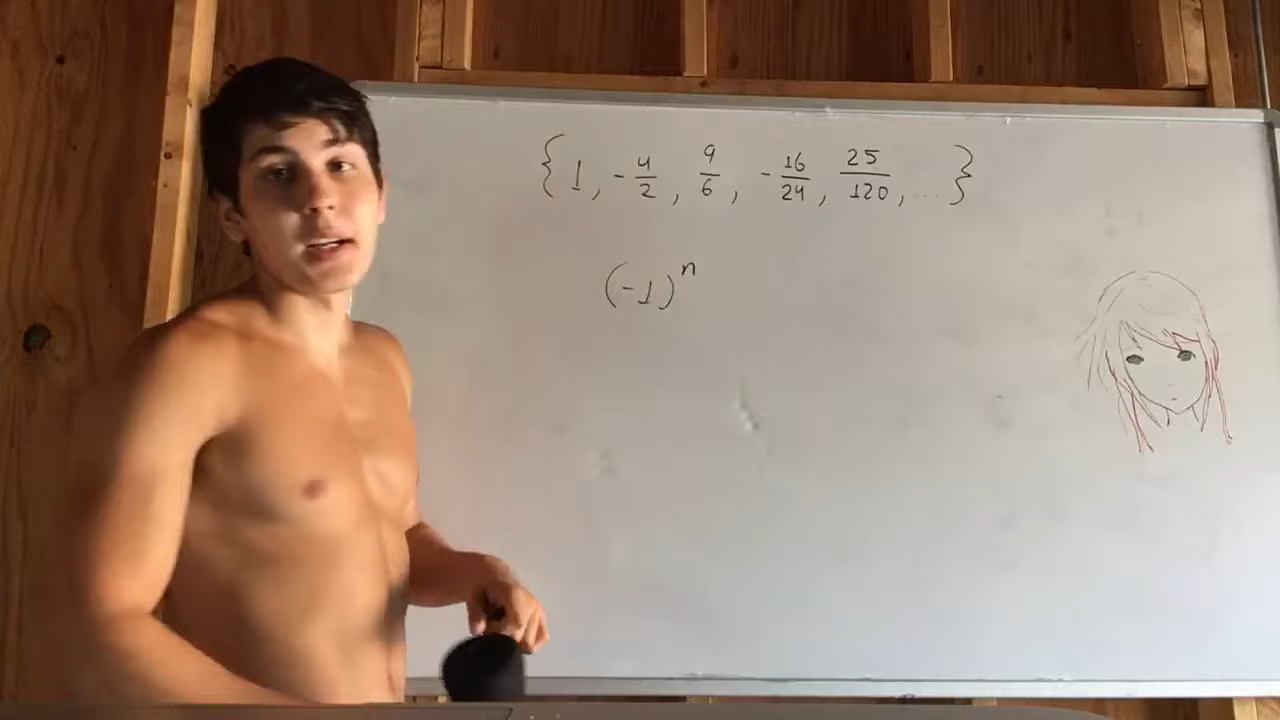 { 1, -4/2, 9/6, -16/24, 25/120, ... }
(-1)^n